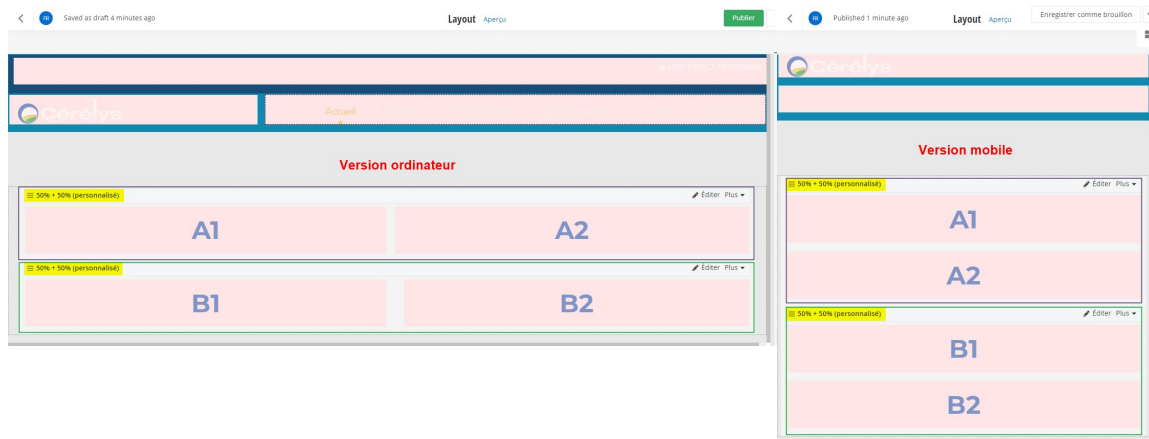 FR Saved as draft 4 minutes ago Layout Aperçu Publier
Cérélys Accueil
Version ordinateur
50% + 50% (personnalisé) Éditer Plus
A1 A2
50% + 50% (personnalisé) Éditer Plus
B1 B2
FR Published 1 minute ago Layout Aperçu Enregistrer comme brouillon
Cérélys
Version mobile
50% + 50% (personnalisé) Éditer Plus
A1
A2
50% + 50% (personnalisé) Éditer Plus
B1
B2